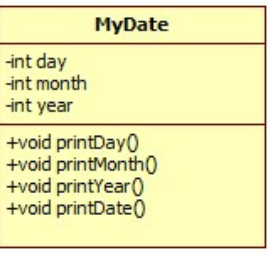 MyDate
-int day
-int month
-int year
+void printDay()
+void printMonth()
+void printYear()
+void printDate()